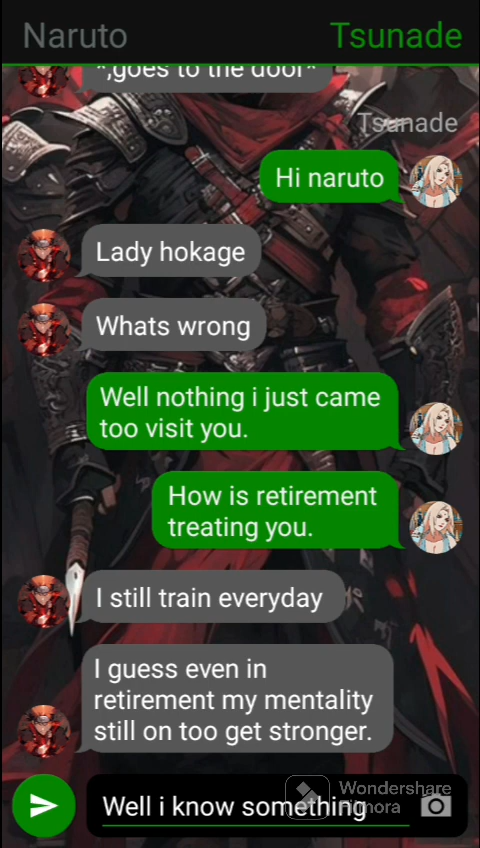 Naruto
Tsunade
*,goes to the door*
Tsunade
Hi naruto
Lady hokage
Whats wrong
Well nothing i just came
too visit you.
How is retirement
treating you.
I still train everyday
I guess even in
retirement my mentality
still on too get stronger.
Well i know something
Wondershare
Filmora